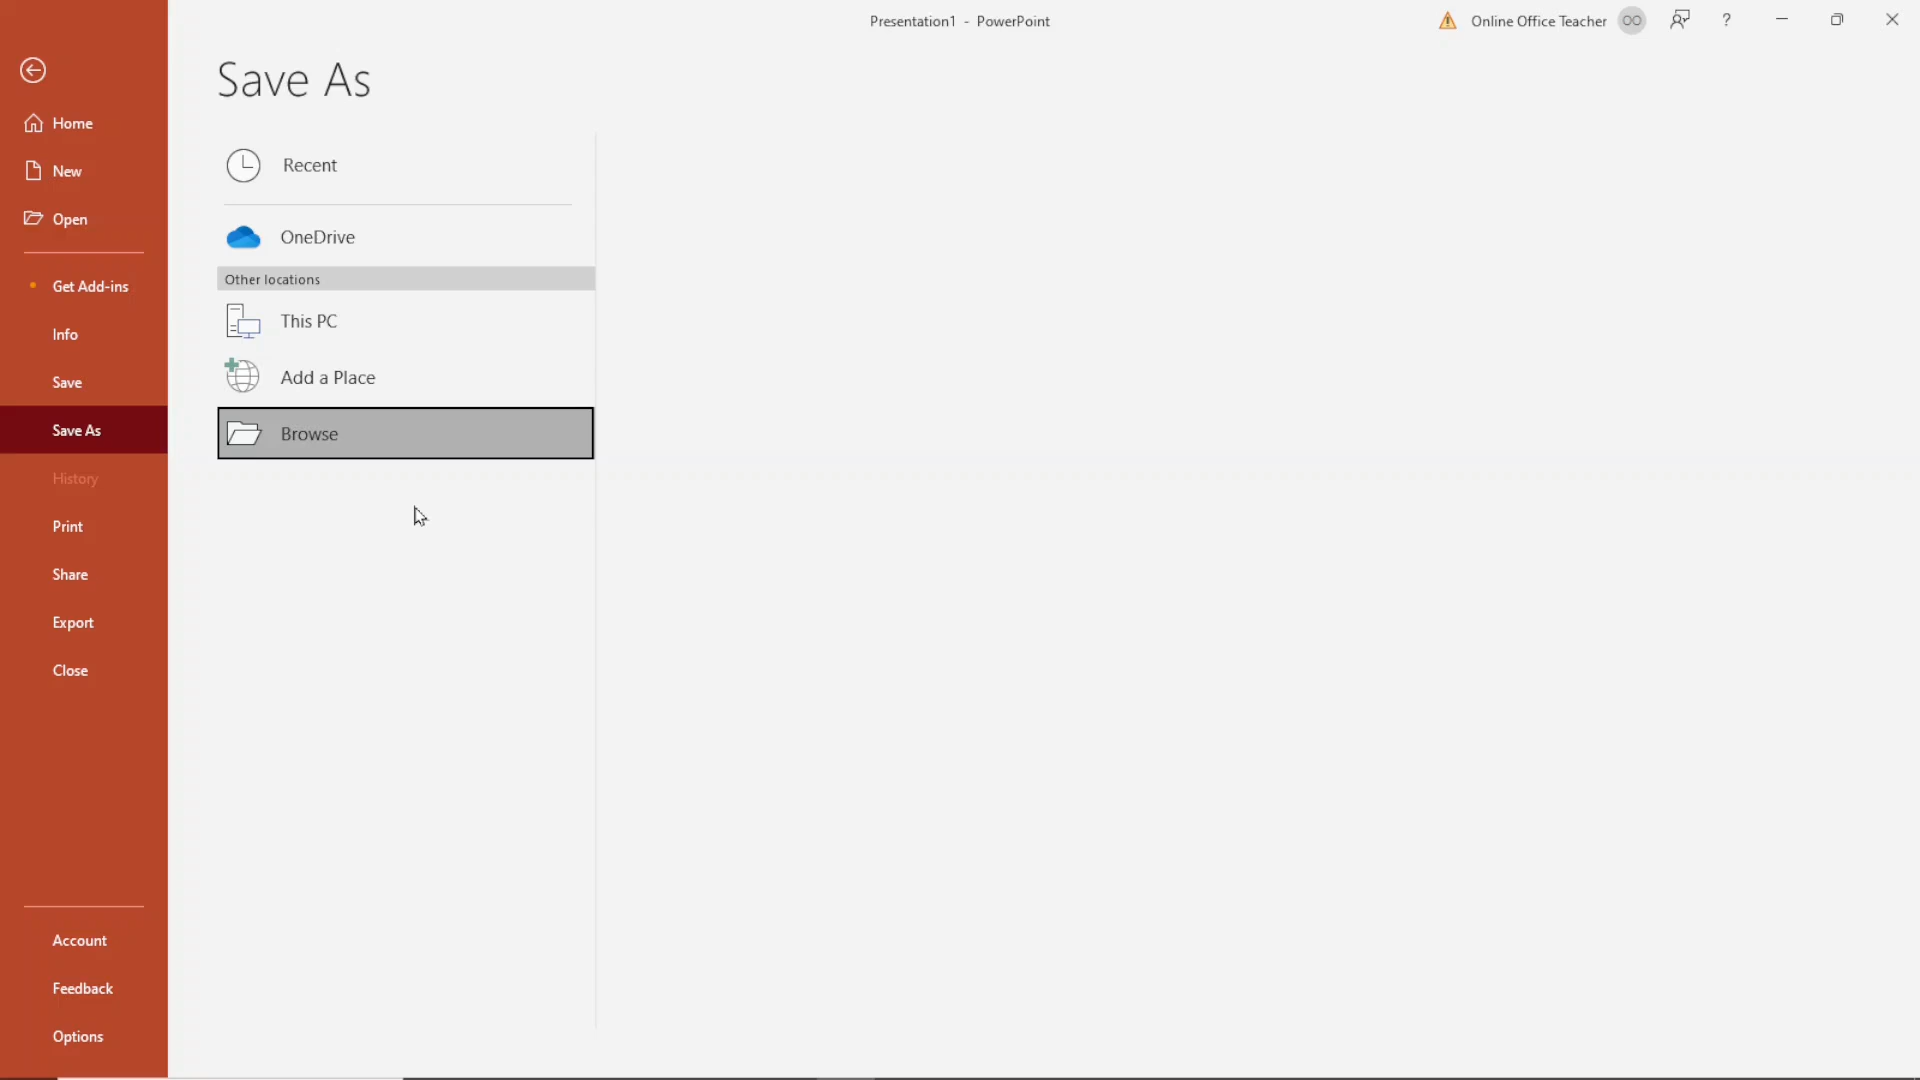 Presentation1 - PowerPoint
Online Office Teacher
OO
?
Save As
Home
New
Open
Get Add-ins
Info
Save
Save As
History
Print
Share
Export
Close
Account
Feedback
Options
Recent
OneDrive
Other locations
This PC
Add a Place
Browse